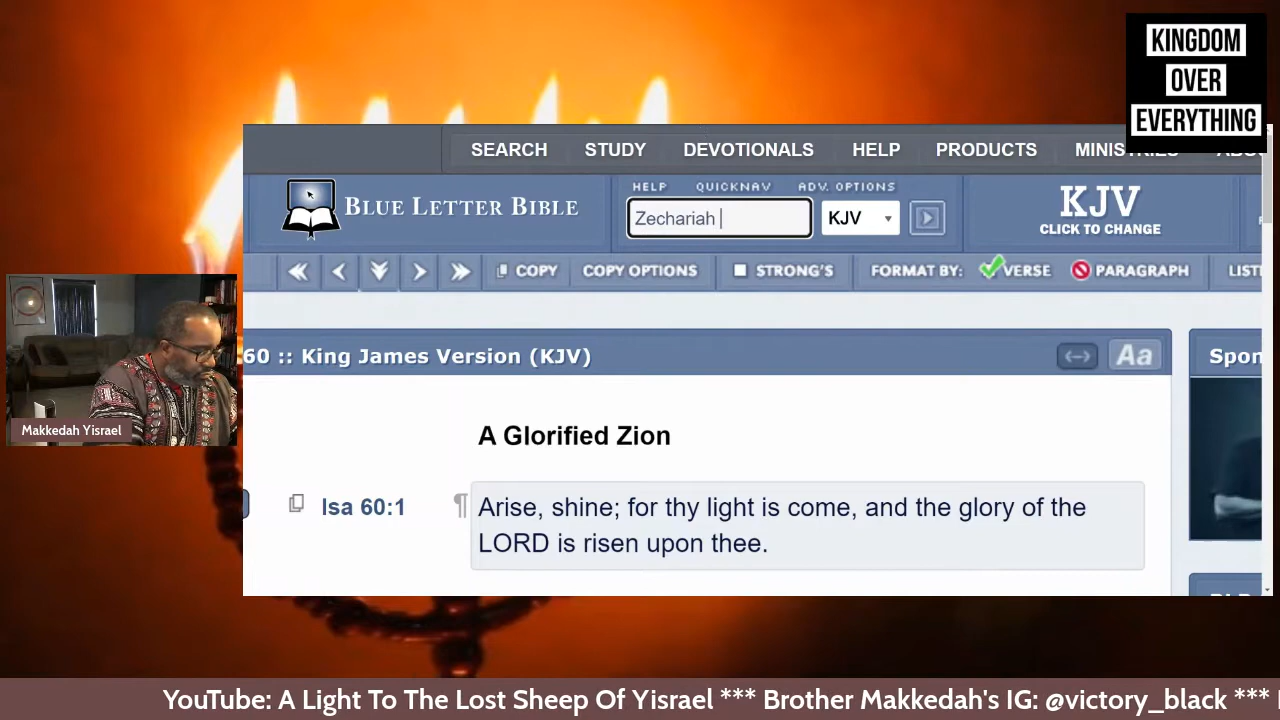 KINGDOM
OVER
EVERYTHING
SEARCH STUDY DEVOTIONALS HELP PRODUCTS
HELP QUICKNAV ADV. OPTIONS
BLUE LETTER BIBLE
Zechariah
KJV
KJV
CLICK TO CHANGE
COPY COPY OPTIONS STRONG'S FORMAT BY: VERSE PARAGRAPH LIST
60 :: King James Version (KJV)
Aa
Spon
A Glorified Zion
Isa 60:1 ¶ Arise, shine; for thy light is come, and the glory of the
LORD is risen upon thee.
Makkedah Yisrael
YouTube: A Light To The Lost Sheep Of Yisrael *** Brother Makkedah's IG: @victory_black ***